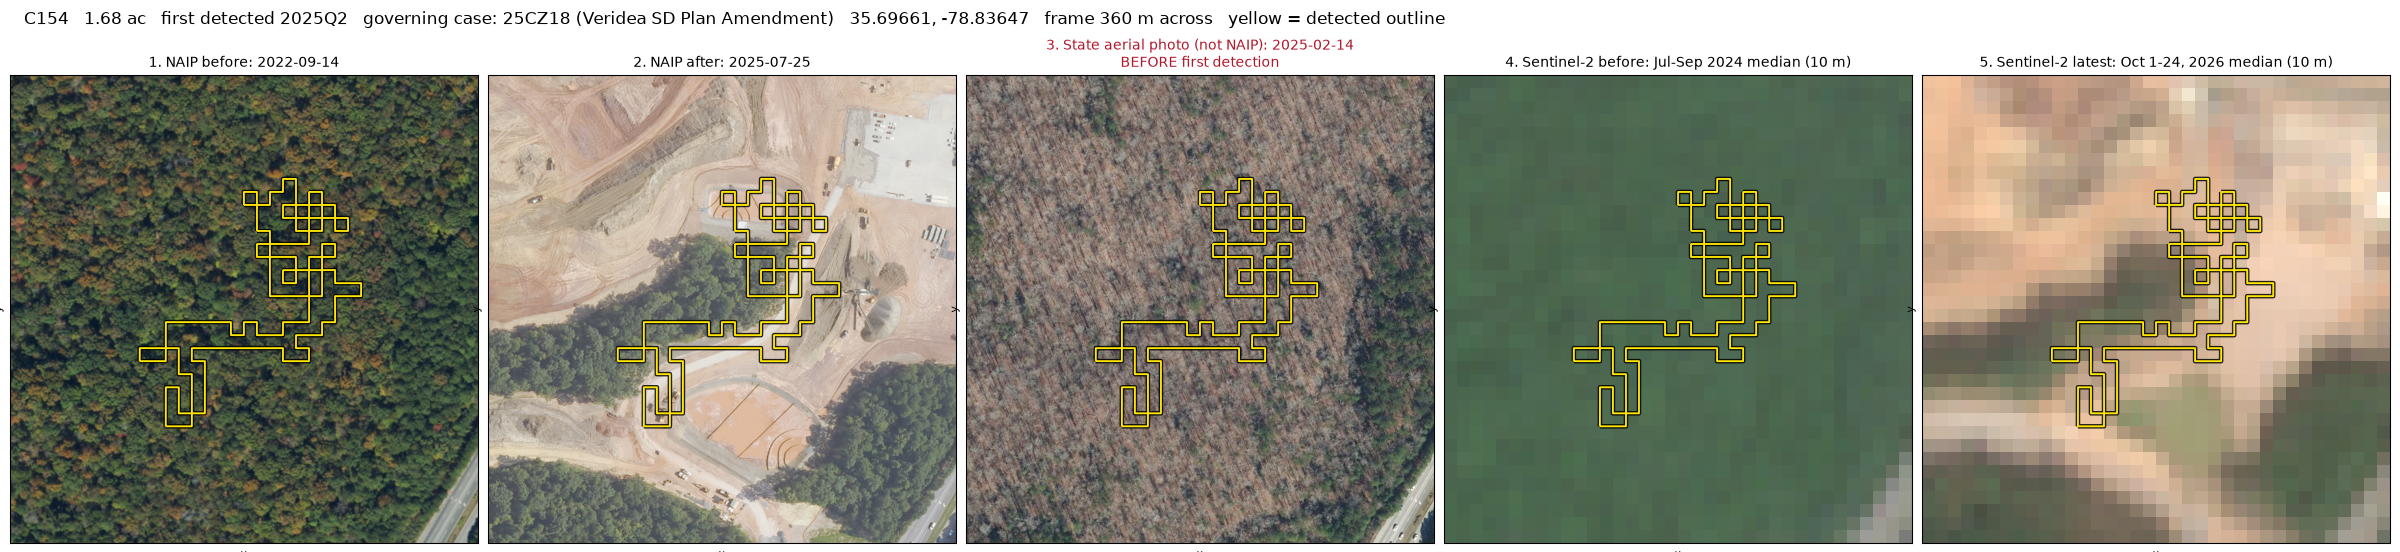 C154   1.68 ac   first detected 2025Q2   governing case: 25CZ18 (Veridea SD Plan Amendment)   35.69661, -78.83647   frame 360 m across   yellow = detected outline
1. NAIP before: 2022-09-14
2. NAIP after: 2025-07-25
3. State aerial photo (not NAIP): 2025-02-14
BEFORE first detection
4. Sentinel-2 before: Jul-Sep 2024 median (10 m)
5. Sentinel-2 latest: Oct 1-24, 2026 median (10 m)